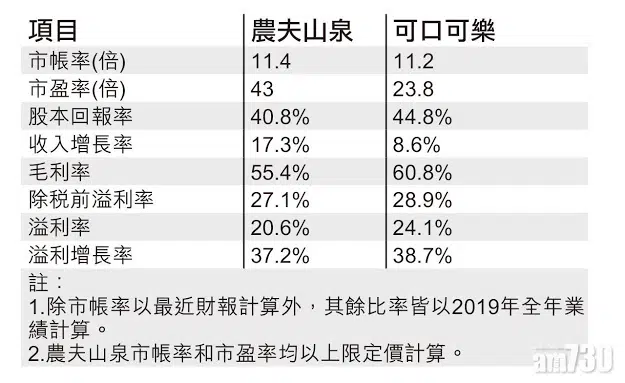 項目 農夫山泉 可口可樂
市帳率(倍) 11.4 11.2
市盈率(倍) 43 23.8
股本回報率 40.8% 44.8%
收入增長率 17.3% 8.6%
毛利率 55.4% 60.8%
除稅前溢利率 27.1% 28.9%
溢利率 20.6% 24.1%
溢利增長率 37.2% 38.7%
註：
1.除市帳率以最近財報計算外，其餘比率皆以2019年全年業
績計算。
2.農夫山泉市帳率和市盈率均以上限定價計算。
am730